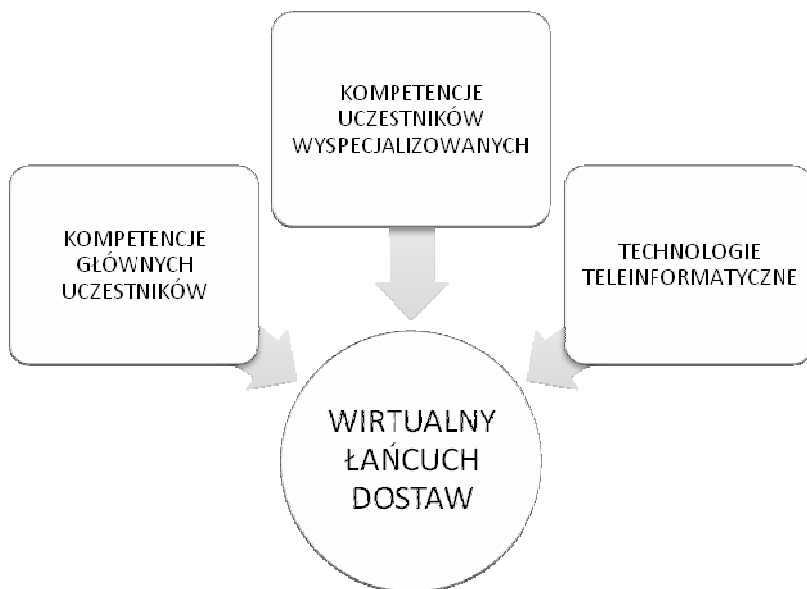 KOMPETENCJE
UCZESTNIKÓW
WYSPECJALIZOWANYCH
KOMPETENCJE
GŁÓWNYCH
UCZESTNIKÓW
TECHNOLOGIE
TELEINFORMATYCZNE
WIRTUALNY
ŁAŃCUCH
DOSTAW